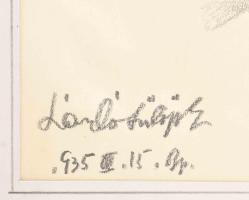 László Fülöp
.935 III. 15. Bp.